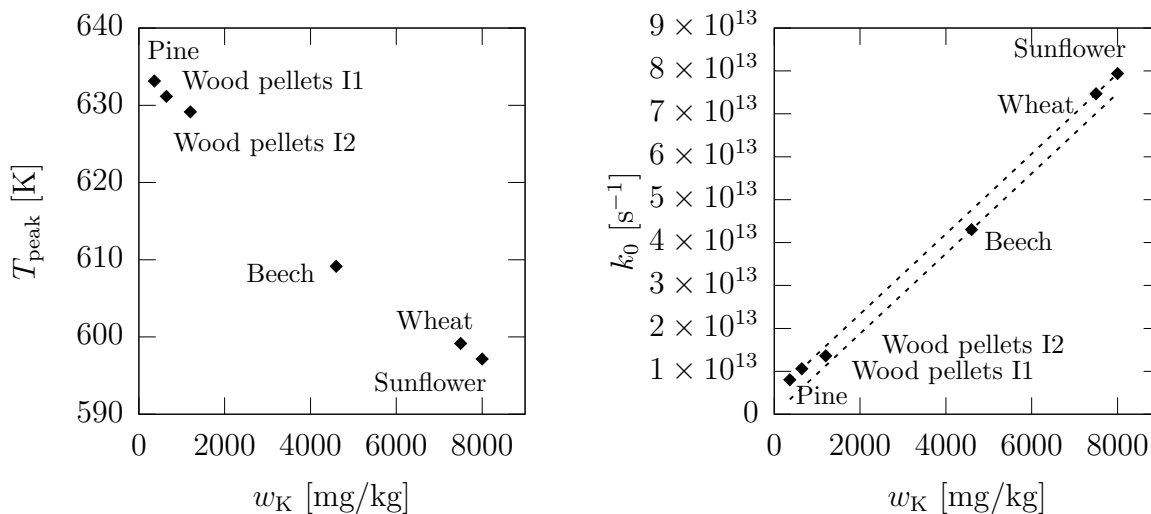 640
630
620
610
600
590
T_peak [K]
Pine
Wood pellets I1
Wood pellets I2
Beech
Wheat
Sunflower
0 2000 4000 6000 8000
w_K [mg/kg]
9 × 10^13
8 × 10^13
7 × 10^13
6 × 10^13
5 × 10^13
4 × 10^13
3 × 10^13
2 × 10^13
1 × 10^13
0
k_0 [s^−1]
Sunflower
Wheat
Beech
Wood pellets I2
Wood pellets I1
Pine
0 2000 4000 6000 8000
w_K [mg/kg]